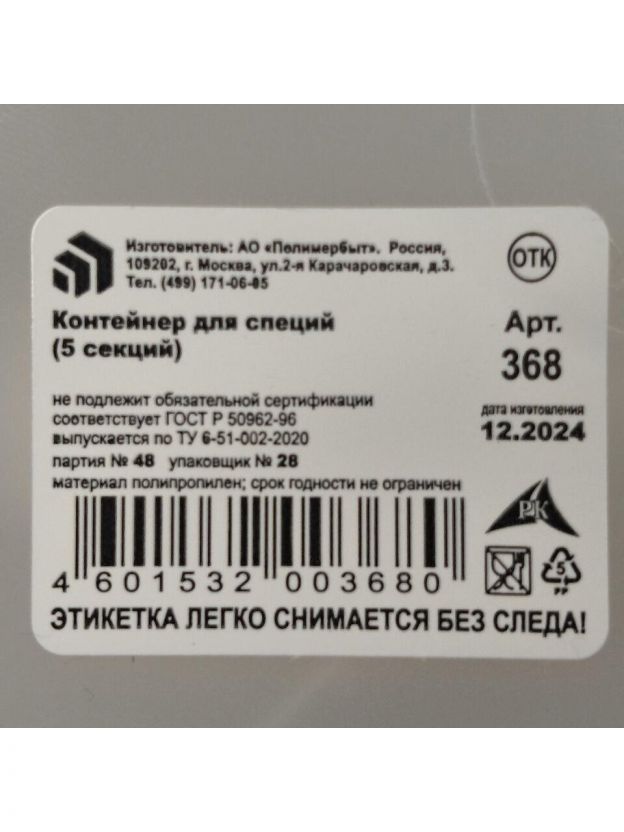 Изготовитель: АО «Полимербыт». Россия,
109202, г. Москва, ул.2-я Карачаровская, д.3.
Тел. (499) 171-06-85
ОТК
Контейнер для специй
(5 секций)
Арт.
368
не подлежит обязательной сертификации
соответствует ГОСТ Р 50962-96
выпускается по ТУ 6-51-002-2020
дата изготовления
12.2024
партия № 48 упаковщик № 28
материал полипропилен; срок годности не ограничен
5
PP
4 601532 003680
ЭТИКЕТКА ЛЕГКО СНИМАЕТСЯ БЕЗ СЛЕДА!